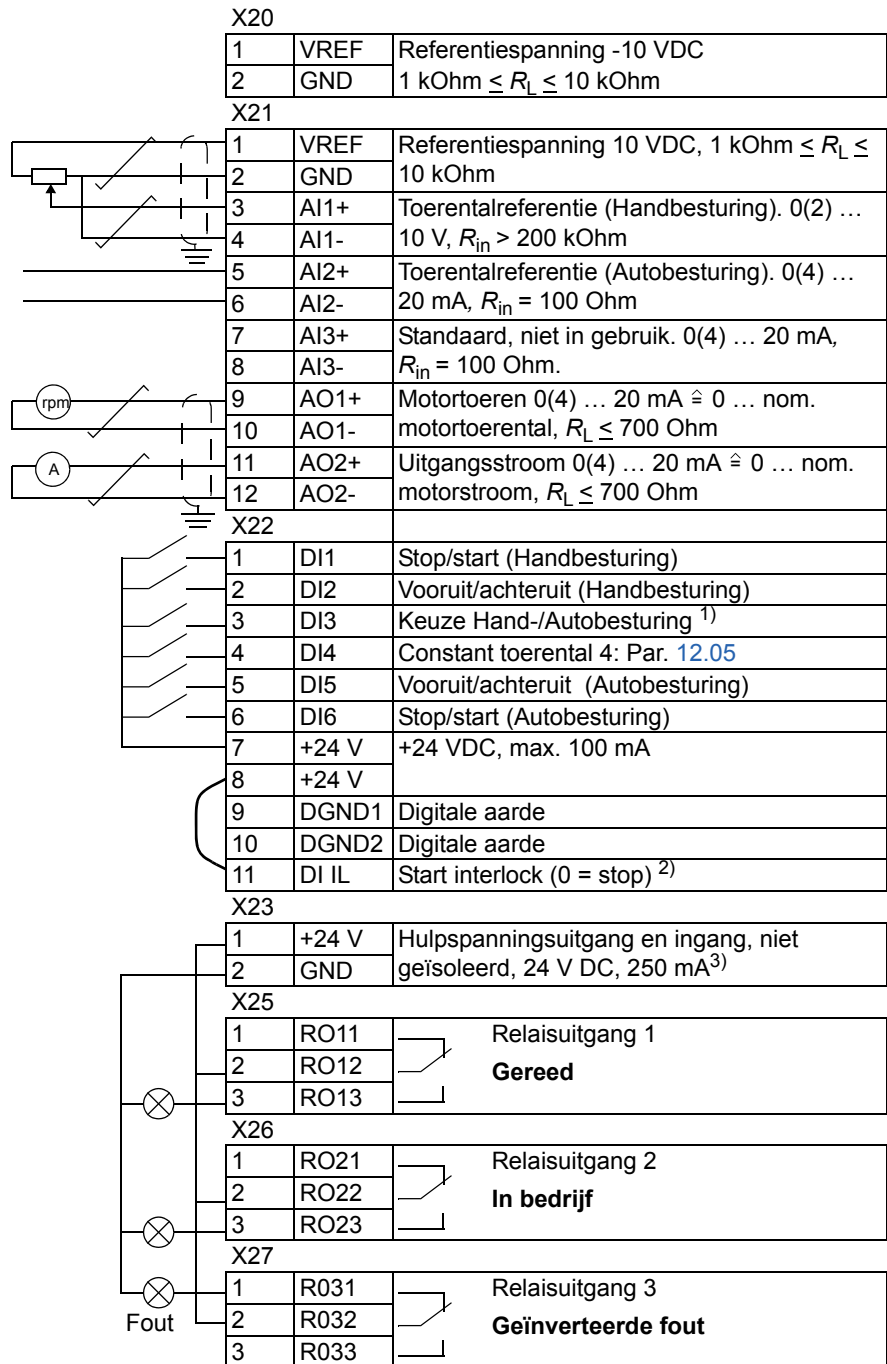 X20
1 VREF Referentiespanning -10 VDC
2 GND 1 kOhm ≤ RL ≤ 10 kOhm
X21
1 VREF Referentiespanning 10 VDC, 1 kOhm ≤ RL ≤
2 GND 10 kOhm
3 AI1+ Toerentalreferentie (Handbesturing). 0(2) …
4 AI1- 10 V, Rin > 200 kOhm
5 AI2+ Toerentalreferentie (Autobesturing). 0(4) …
6 AI2- 20 mA, Rin = 100 Ohm
7 AI3+ Standaard, niet in gebruik. 0(4) … 20 mA,
8 AI3- Rin = 100 Ohm.
rpm 9 AO1+ Motortoeren 0(4) … 20 mA ≙ 0 … nom.
10 AO1- motortoerental, RL ≤ 700 Ohm
A 11 AO2+ Uitgangsstroom 0(4) … 20 mA ≙ 0 … nom.
12 AO2- motorstroom, RL ≤ 700 Ohm
X22
1 DI1 Stop/start (Handbesturing)
2 DI2 Vooruit/achteruit (Handbesturing)
3 DI3 Keuze Hand-/Autobesturing 1)
4 DI4 Constant toerental 4: Par. 12.05
5 DI5 Vooruit/achteruit (Autobesturing)
6 DI6 Stop/start (Autobesturing)
7 +24 V +24 VDC, max. 100 mA
8 +24 V
9 DGND1 Digitale aarde
10 DGND2 Digitale aarde
11 DI IL Start interlock (0 = stop) 2)
X23
1 +24 V Hulpspanningsuitgang en ingang, niet
2 GND geïsoleerd, 24 V DC, 250 mA3)
X25
1 RO11 Relaisuitgang 1
2 RO12 Gereed
3 RO13
X26
1 RO21 Relaisuitgang 2
2 RO22 In bedrijf
3 RO23
X27
1 R031 Relaisuitgang 3
Fout 2 R032 Geïnverteerde fout
3 R033